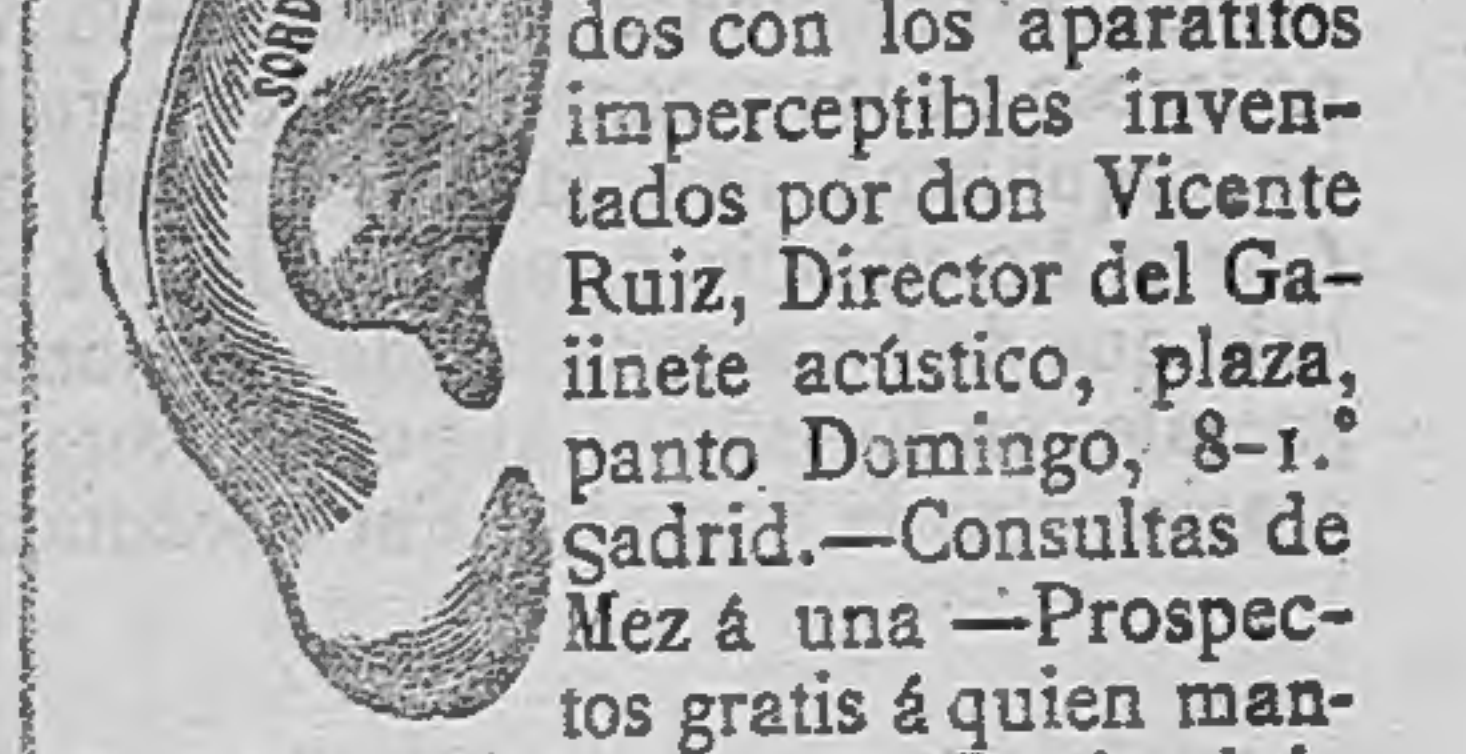 SORD
dos con los aparatitos
imperceptibles inven-
tados por don Vicente
Ruiz, Director del Ga-
iinete acústico, plaza,
panto Domingo, 8-1.°
Sadrid.—Consultas de
Mez á una —Prospec-
tos gratis á quien man-